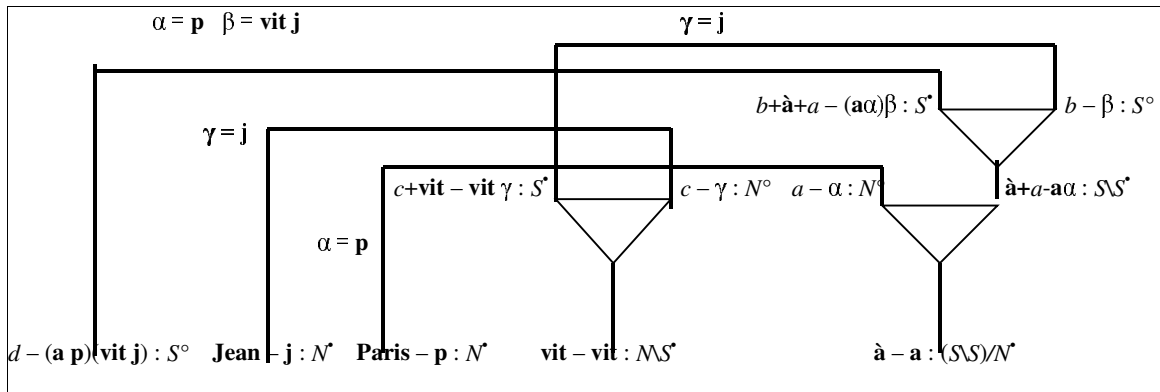 α = p β = vit j γ = j
b+à+a – (aα)β : S• b – β : S°
γ = j
c+vit – vit γ : S• c – γ : N° a – α : N° à+a-aα : S\S•
α = p
d – (a p)(vit j) : S° Jean – j : N• Paris – p : N• vit – vit : N\S• à – a : (S\S)/N•